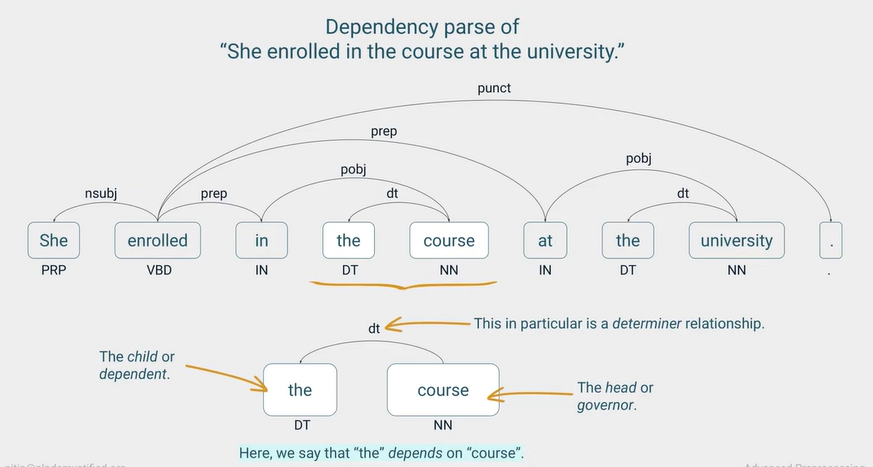 Dependency parse of
“She enrolled in the course at the university.”
punct
prep
pobj
pobj
nsubj
prep
dt
dt
She enrolled in the course at the university .
PRP VBD IN DT NN IN DT NN .
dt
This in particular is a determiner relationship.
The child or
dependent.
the
course
The head or
governor.
DT
NN
Here, we say that “the” depends on “course”.
Advanced Preprocessing